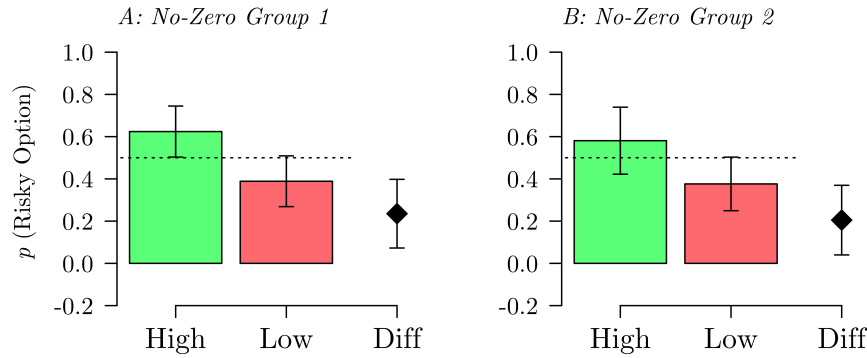 A: No-Zero Group 1
p (Risky Option)
1.0
0.8
0.6
0.4
0.2
0.0
-0.2
High Low Diff
B: No-Zero Group 2
1.0
0.8
0.6
0.4
0.2
0.0
-0.2
High Low Diff